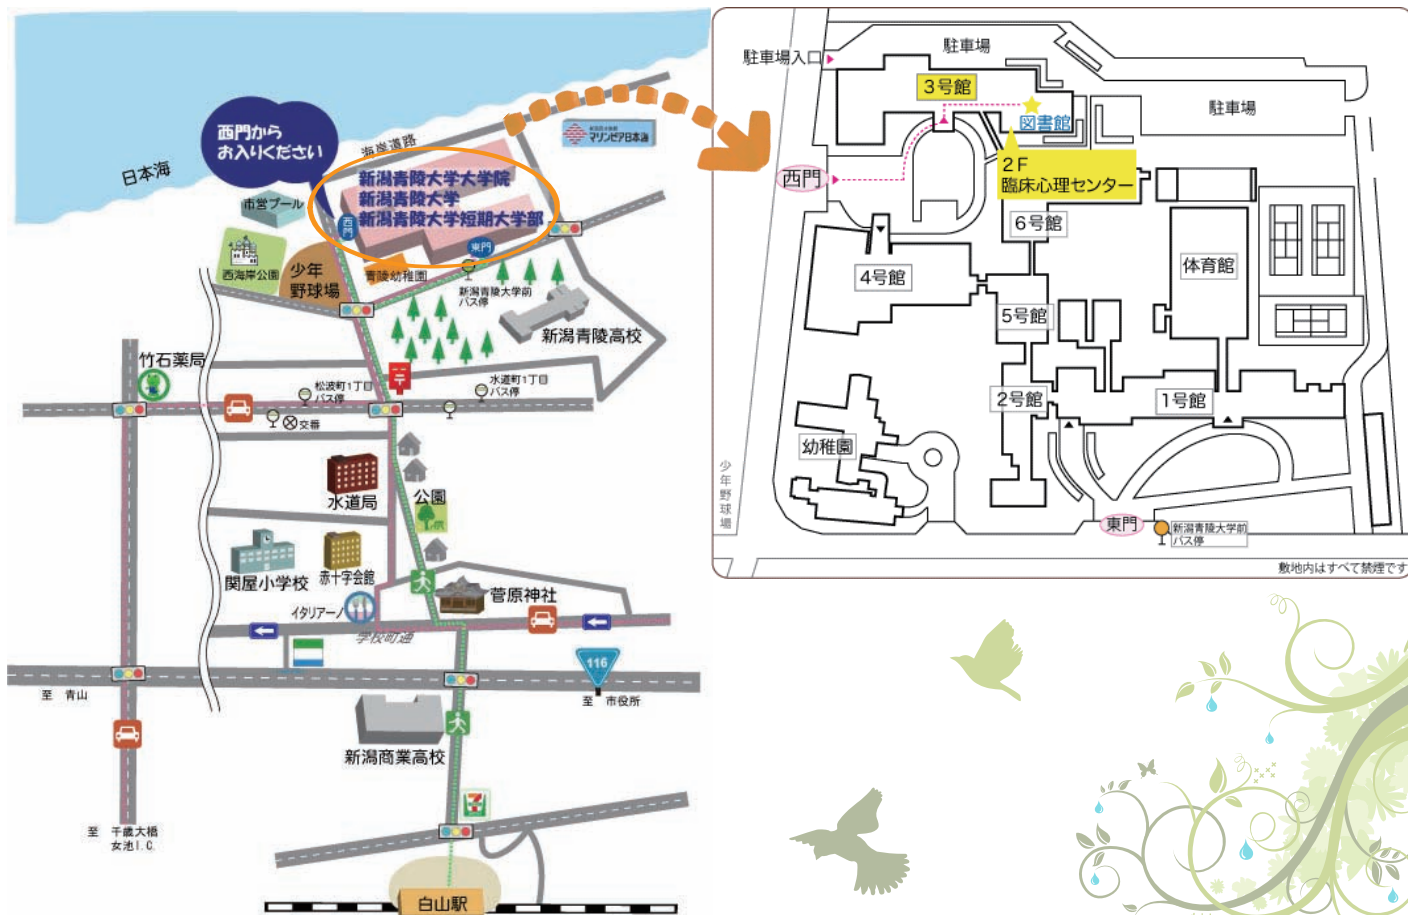 西門から
お入りください
日本海
海岸道路
マリンピア日本海
市営プール
新潟青陵大学大学院
新潟青陵大学
新潟青陵大学短期大学部
西門
東門
西海岸公園
少年
野球場
青陵幼稚園
新潟青陵大学前
バス停
新潟青陵高校
竹石薬局
松波町1丁目
バス停
水道町1丁目
バス停
交番
水道局
公園
関屋小学校
赤十字会館
イタリアーノ
菅原神社
学校町通
116
至 青山
至 市役所
新潟商業高校
至 千歳大橋
女池I.C.
白山駅
駐車場入口
駐車場
3号館
駐車場
図書館
西門
2F
臨床心理センター
6号館
4号館
体育館
5号館
2号館
1号館
幼稚園
少年野球場
東門
新潟青陵大学前
バス停
敷地内はすべて禁煙です